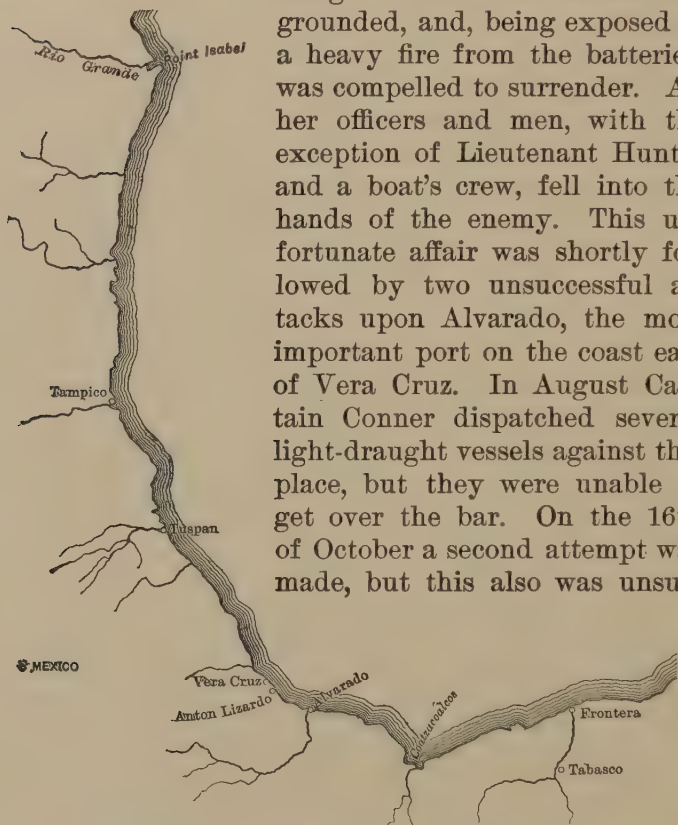 grounded, and, being exposed
a heavy fire from the batterie
was compelled to surrender. A
her officers and men, with th
exception of Lieutenant Hunt
and a boat's crew, fell into th
hands of the enemy. This u
fortunate affair was shortly fo
lowed by two unsuccessful a
tacks upon Alvarado, the mo
important port on the coast ea
of Vera Cruz. In August Ca
tain Conner dispatched sever
light-draught vessels against th
place, but they were unable
get over the bar. On the 16
of October a second attempt w
made, but this also was unsu
Rio Grande
Point Isabel
Tampico
Tuspan
MEXICO
Vera Cruz
Anton Lizardo
Alvarado
Coatzacoalcos
Frontera
Tabasco